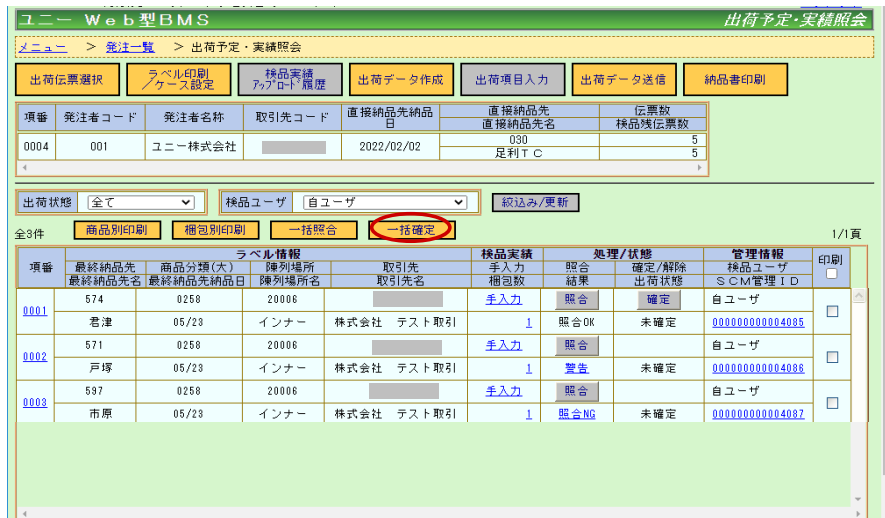 ユニー Ｗｅｂ型ＢＭＳ 出荷予定・実績照会
メニュー ＞ 発注一覧 ＞ 出荷予定・実績照会
出荷伝票選択 ラベル印刷／ケース設定 検品実績ｱｯﾌﾟﾛｰﾄﾞ履歴 出荷データ作成 出荷項目入力 出荷データ送信 納品書印刷
項番 発注者コード 発注者名称 取引先コード 直接納品先納品日 直接納品先 伝票数
直接納品先名 検品残伝票数
0004 001 ユニー株式会社 2022/02/02 030 5
足利ＴＣ 5
出荷状態 全て 検品ユーザ 自ユーザ 絞込み/更新
全3件 商品別印刷 梱包別印刷 一括照合 一括確定 1/1頁
項番 ラベル情報 検品実績 処理/状態 管理情報 印刷
最終納品先 商品分類(大) 陳列場所 取引先 手入力 照合 確定/解除 検品ユーザ
最終納品先名 最終納品先納品日 陳列場所名 取引先名 梱包数 結果 出荷状態 ＳＣＭ管理ＩＤ
0001 574 0258 20006 手入力 照合 確定 自ユーザ
君津 05/23 インナー 株式会社 テスト取引 1 照合OK 未確定 000000000004085
0002 571 0258 20006 手入力 照合 自ユーザ
戸塚 05/23 インナー 株式会社 テスト取引 1 警告 未確定 000000000004086
0003 597 0258 20006 手入力 照合 自ユーザ
市原 05/23 インナー 株式会社 テスト取引 1 照合NG 未確定 000000000004087